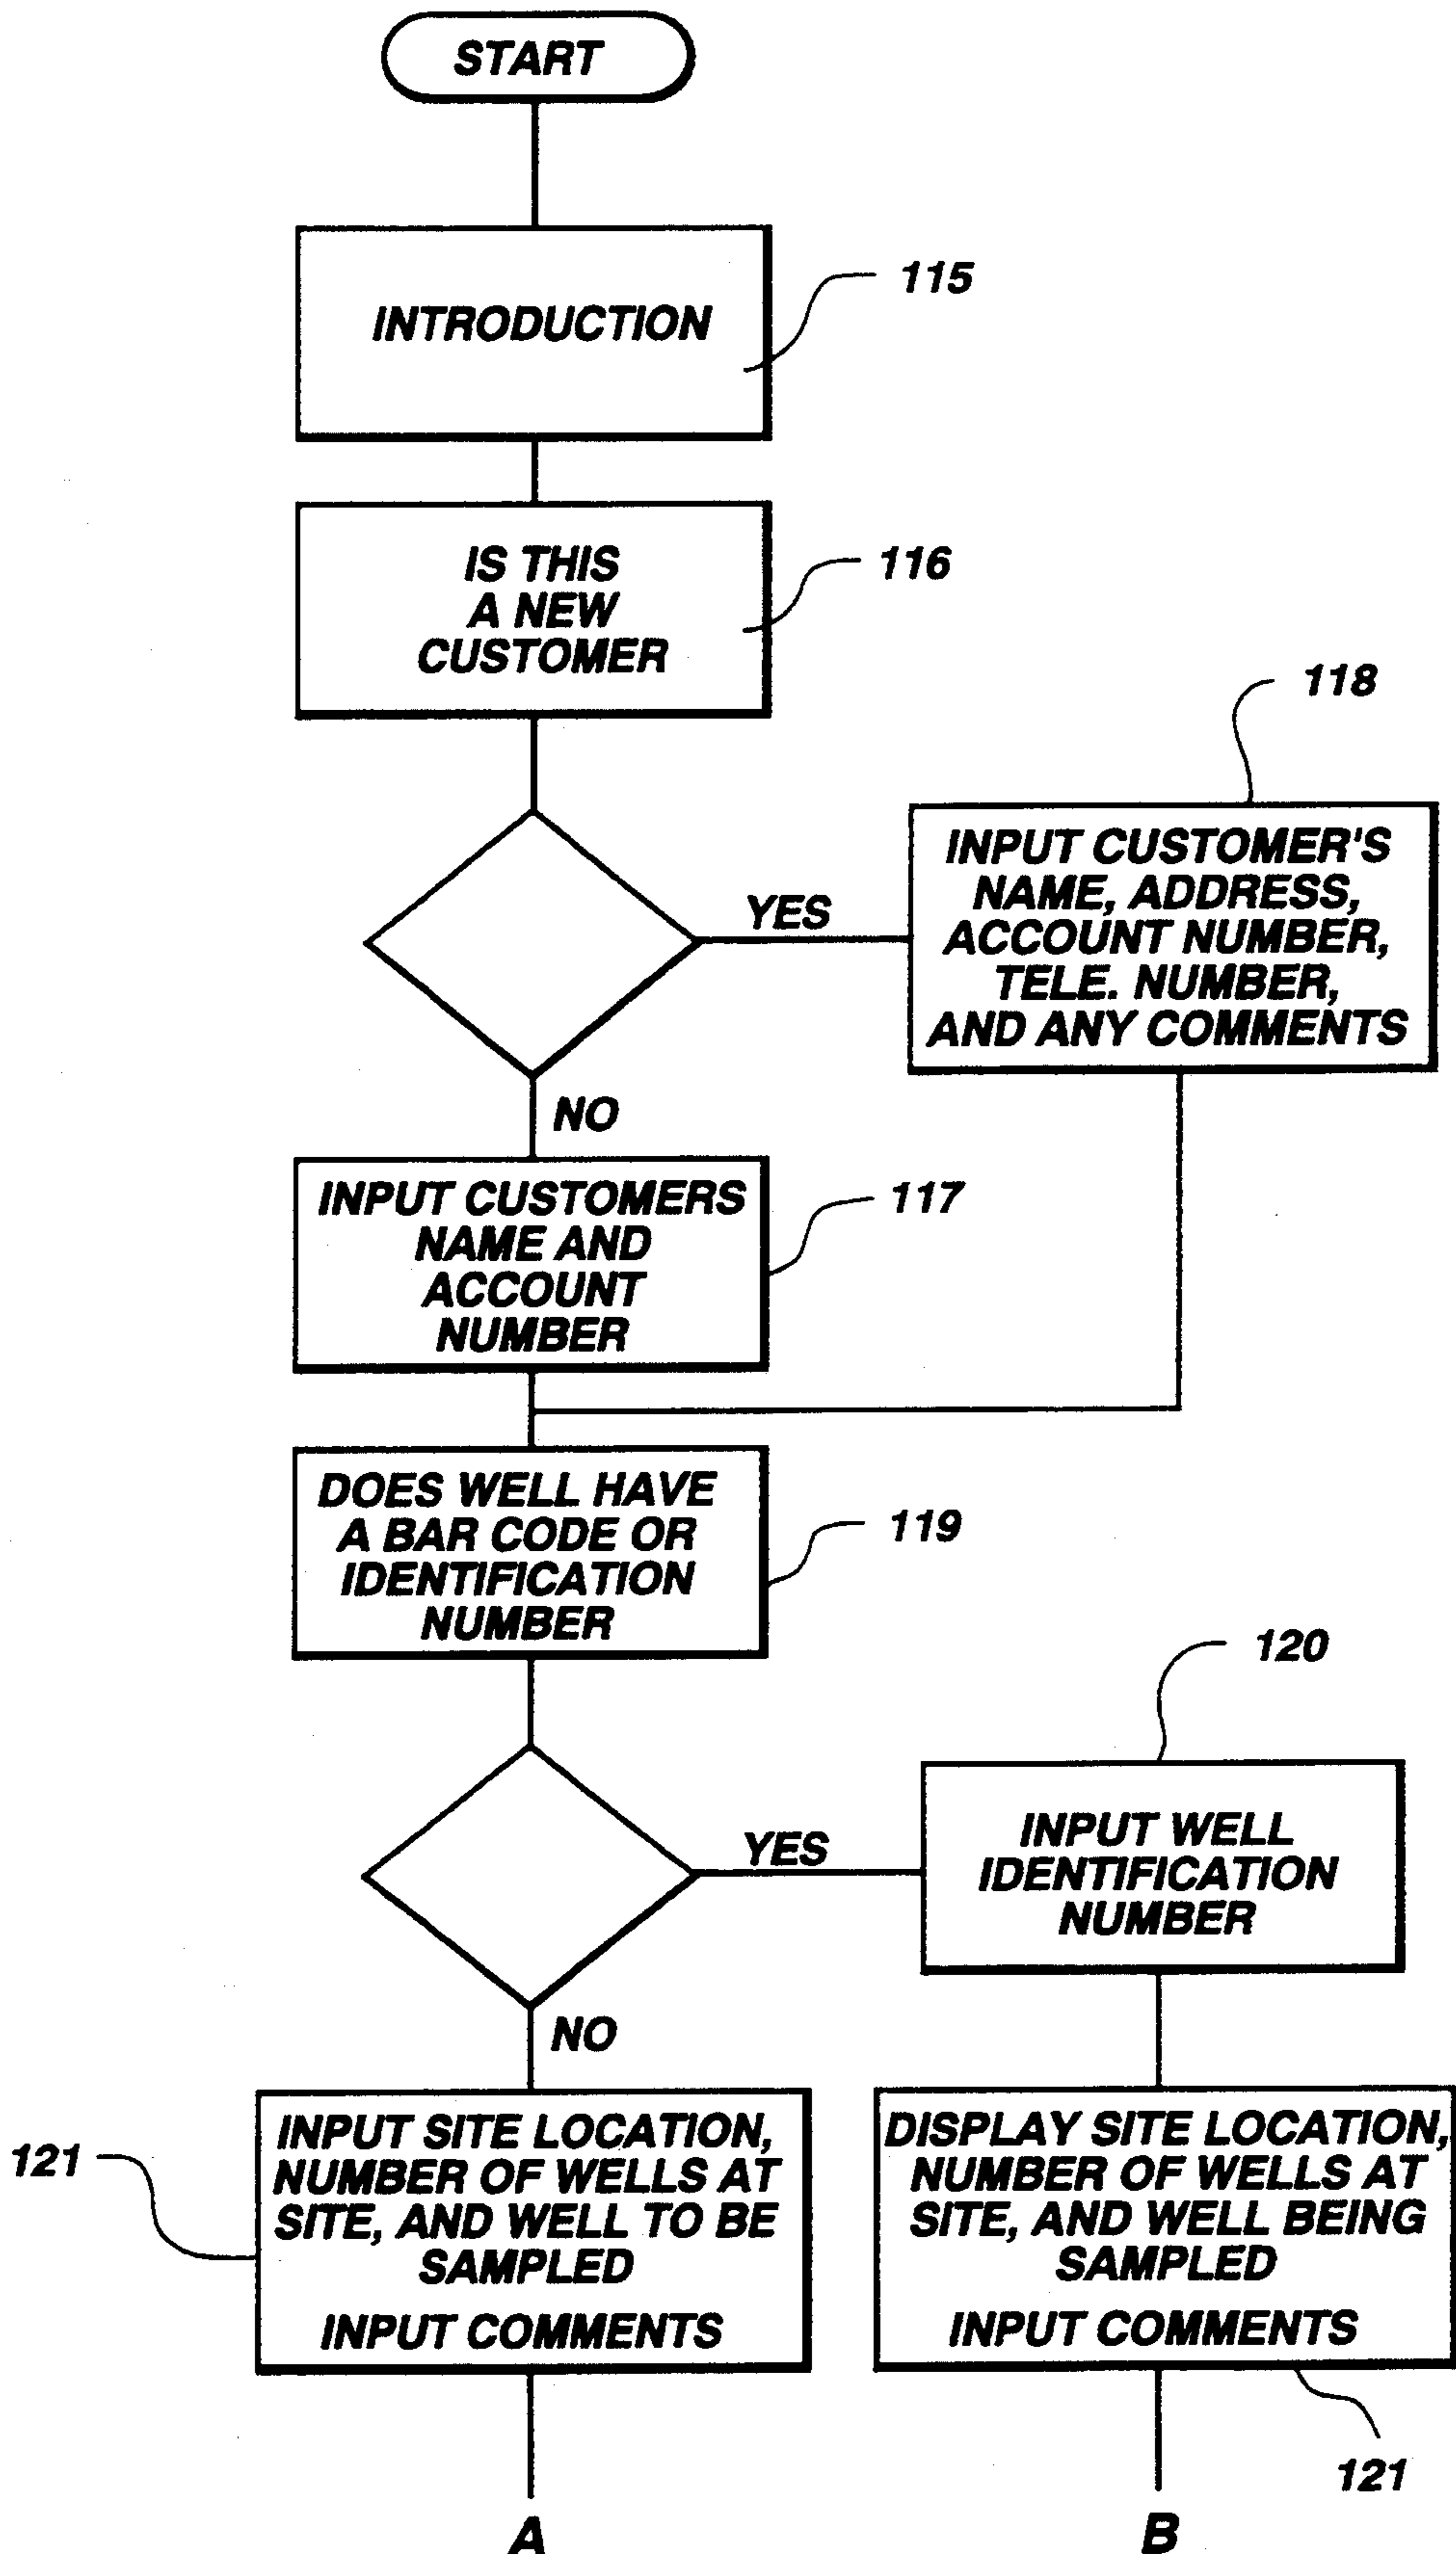 START
INTRODUCTION
115
IS THIS
A NEW
CUSTOMER
116
118
INPUT CUSTOMER'S
NAME, ADDRESS,
ACCOUNT NUMBER,
TELE. NUMBER,
AND ANY COMMENTS
YES
NO
INPUT CUSTOMERS
NAME AND
ACCOUNT
NUMBER
117
DOES WELL HAVE
A BAR CODE OR
IDENTIFICATION
NUMBER
119
120
YES
INPUT WELL
IDENTIFICATION
NUMBER
NO
121
INPUT SITE LOCATION,
NUMBER OF WELLS AT
SITE, AND WELL TO BE
SAMPLED
INPUT COMMENTS
DISPLAY SITE LOCATION,
NUMBER OF WELLS AT
SITE, AND WELL BEING
SAMPLED
INPUT COMMENTS
121
A
B